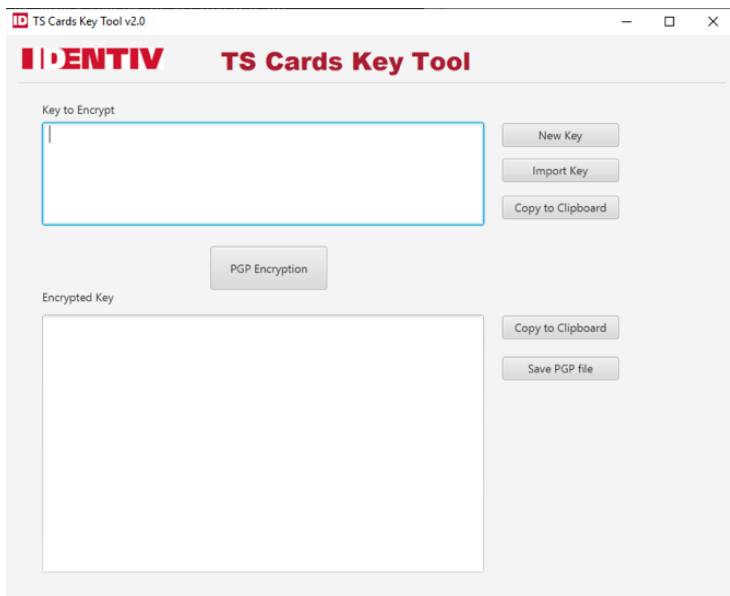 ID TS Cards Key Tool v2.0
IDENTIV
TS Cards Key Tool
Key to Encrypt
New Key
Import Key
Copy to Clipboard
PGP Encryption
Encrypted Key
Copy to Clipboard
Save PGP file